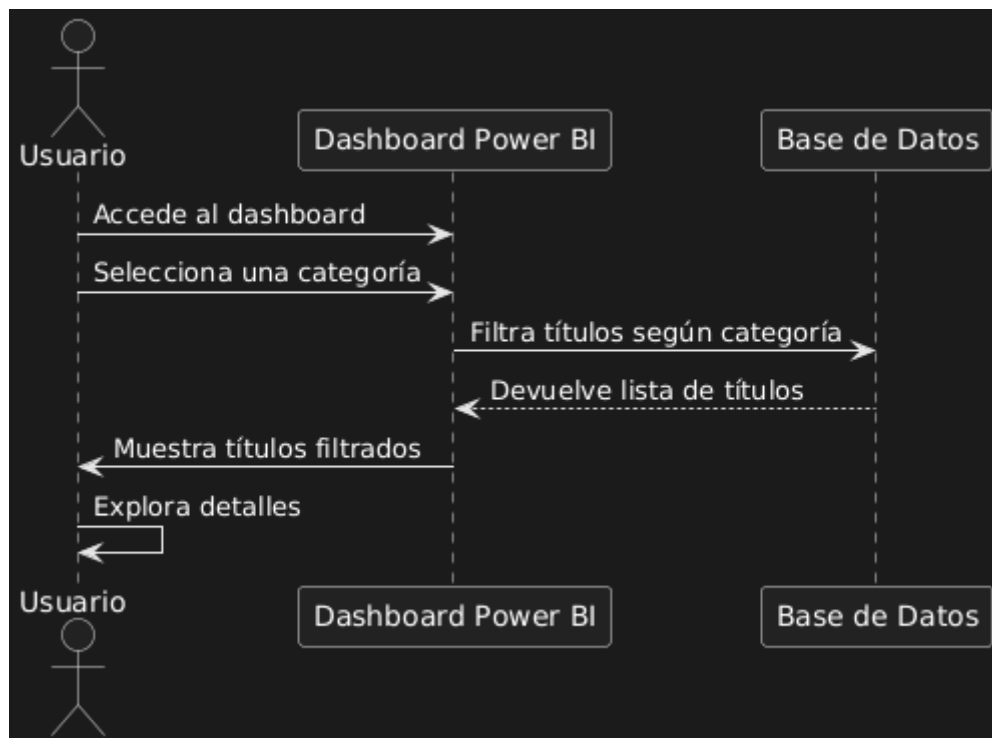 Usuario
Dashboard Power BI
Base de Datos
Accede al dashboard
Selecciona una categoría
Filtra títulos según categoría
Devuelve lista de títulos
Muestra títulos filtrados
Explora detalles
Usuario
Dashboard Power BI
Base de Datos